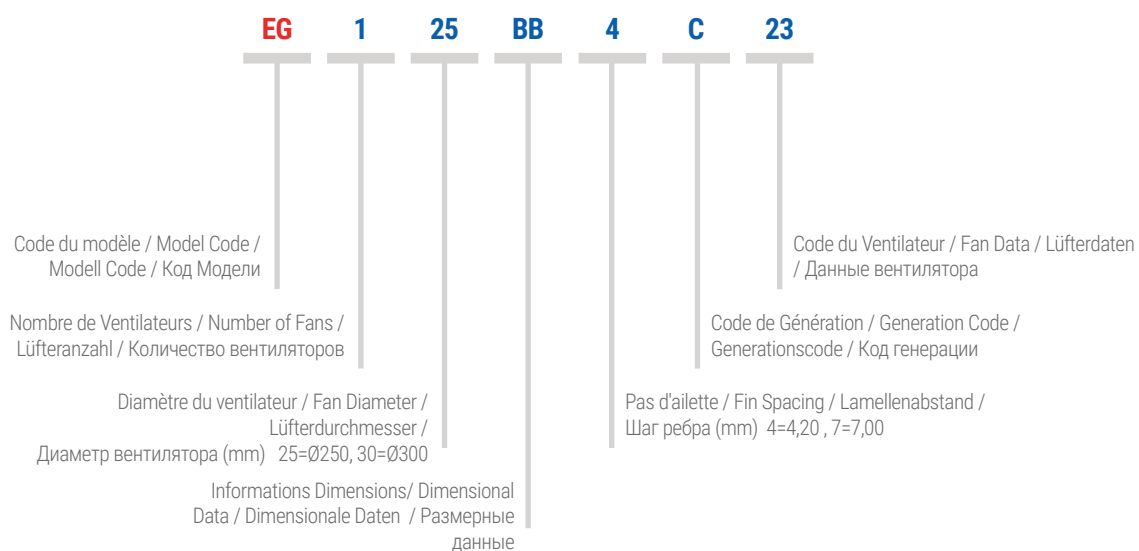 EG 1 25 BB 4 C 23
Code du modèle / Model Code /
Modell Code / Код Модели
Code du Ventilateur / Fan Data / Lüfterdaten
/ Данные вентилятора
Nombre de Ventilateurs / Number of Fans /
Lüfteranzahl / Количество вентиляторов
Code de Génération / Generation Code /
Generationscode / Код генерации
Diamètre du ventilateur / Fan Diameter /
Lüfterdurchmesser /
Диаметр вентилятора (mm) 25=Ø250, 30=Ø300
Pas d'ailette / Fin Spacing / Lamellenabstand /
Шаг ребра (mm) 4=4,20 , 7=7,00
Informations Dimensions/ Dimensional
Data / Dimensionale Daten / Размерные
данные